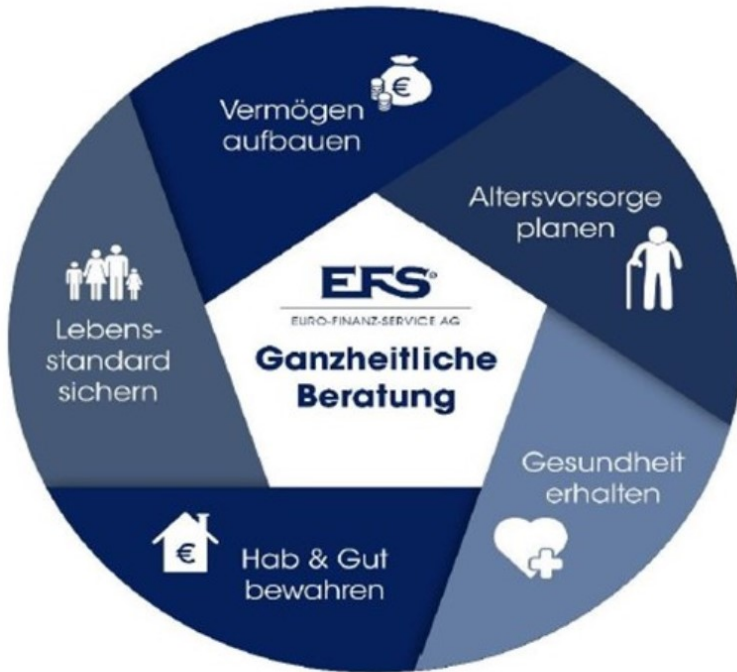 Vermögen
aufbauen
€
Altersvorsorge
planen
EFS®
EURO-FINANZ-SERVICE AG
Ganzheitliche
Beratung
Lebens-
standard
sichern
Gesundheit
erhalten
€
Hab & Gut
bewahren